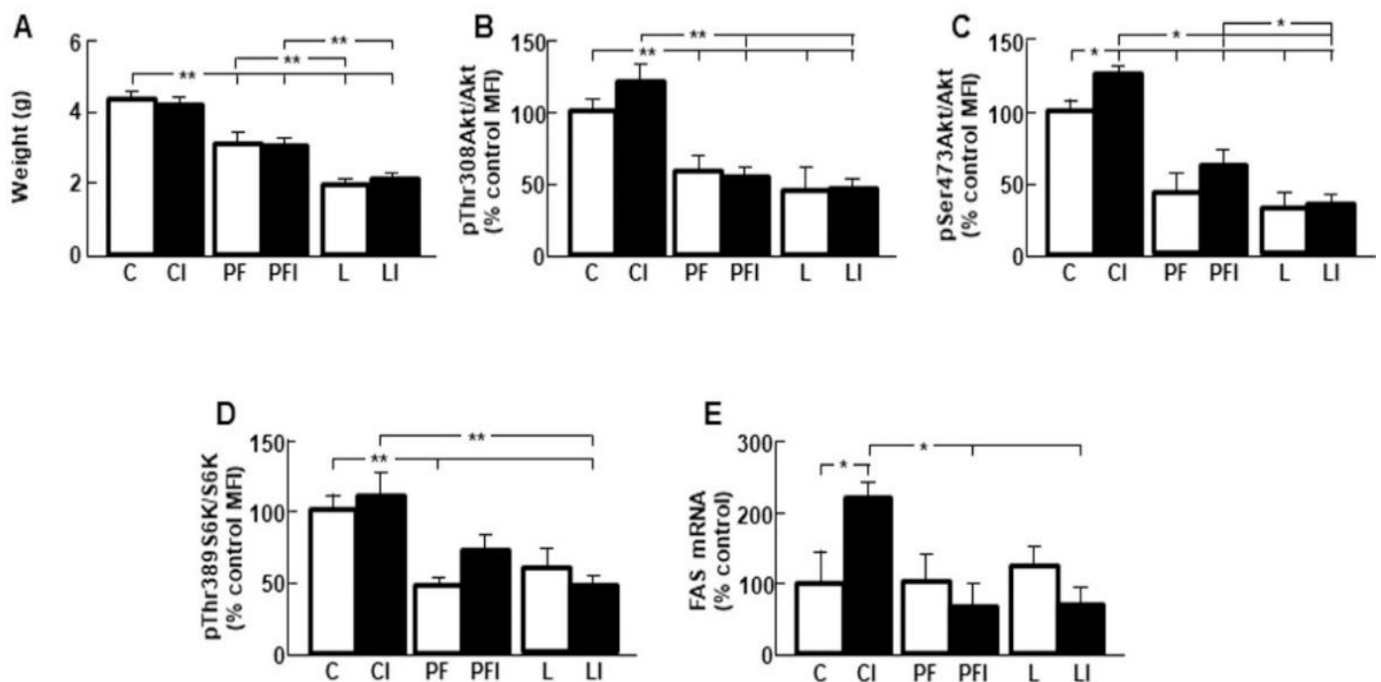 A
Weight (g)
6
4
2
0
**
**
**
C CI PF PFI L LI
B
pThr308Akt/Akt
(% control MFI)
150
100
50
0
**
**
C CI PF PFI L LI
C
pSer473Akt/Akt
(% control MFI)
150
100
50
0
*
*
*
C CI PF PFI L LI
D
pThr389S6K/S6K
(% control MFI)
150
100
50
0
**
**
C CI PF PFI L LI
E
FAS mRNA
(% control)
300
200
100
0
*
*
C CI PF PFI L LI